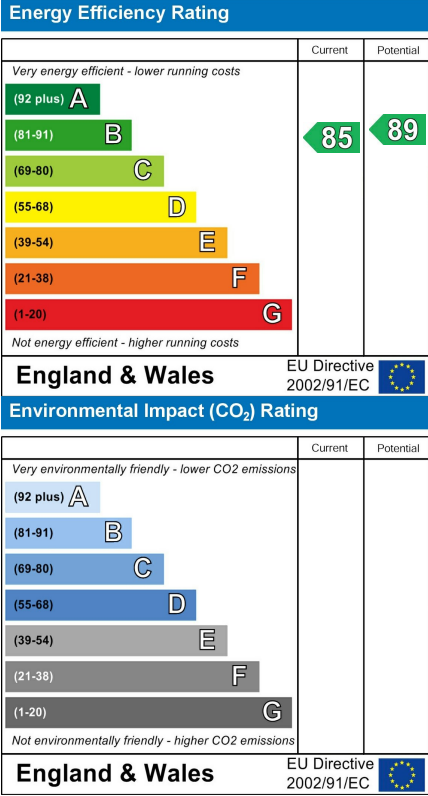 Energy Efficiency Rating
Current Potential
Very energy efficient - lower running costs
(92 plus) A
(81-91) B
85 89
(69-80) C
(55-68) D
(39-54) E
(21-38) F
(1-20) G
Not energy efficient - higher running costs
England & Wales
EU Directive
2002/91/EC
Environmental Impact (CO₂) Rating
Current Potential
Very environmentally friendly - lower CO2 emissions
(92 plus) A
(81-91) B
(69-80) C
(55-68) D
(39-54) E
(21-38) F
(1-20) G
Not environmentally friendly - higher CO2 emissions
England & Wales
EU Directive
2002/91/EC